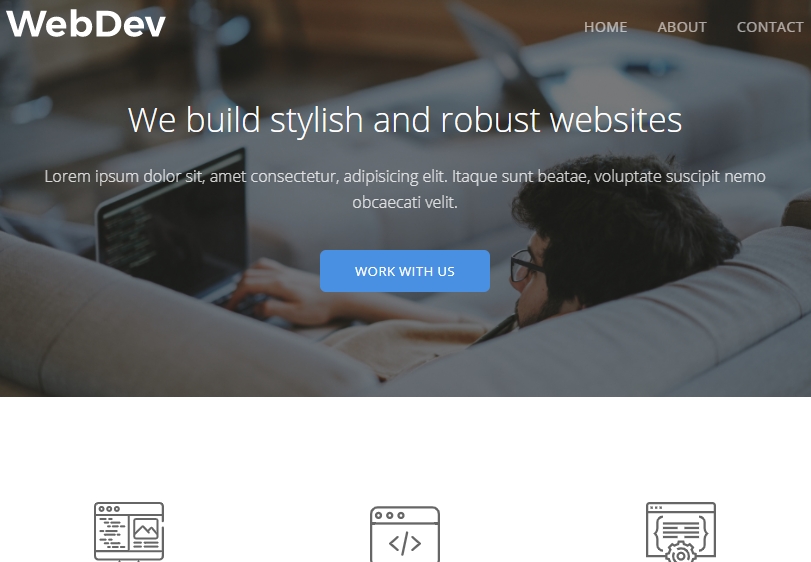 WebDev
HOME ABOUT CONTACT
We build stylish and robust websites
Lorem ipsum dolor sit, amet consectetur, adipisicing elit. Itaque sunt beatae, voluptate suscipit nemo
obcaecati velit.
WORK WITH US